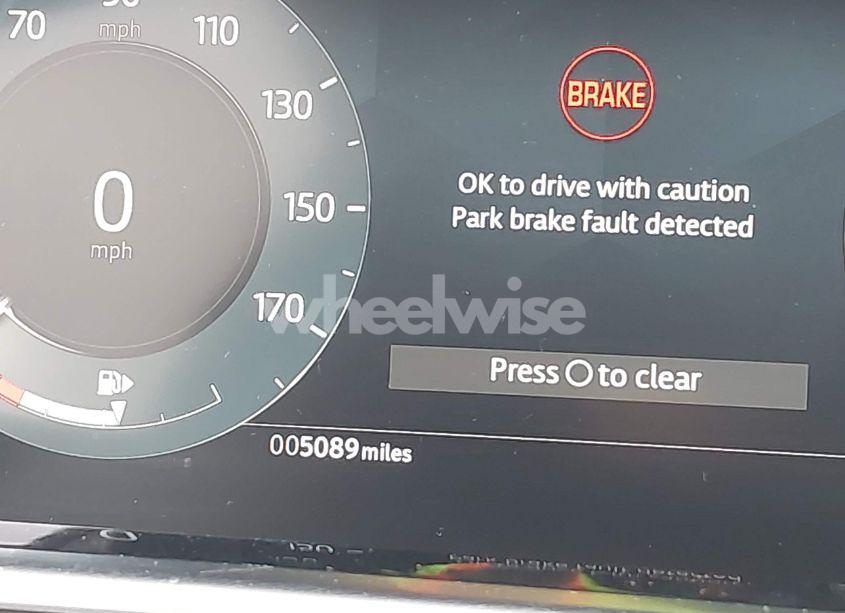 70
mph
110
130
150
170
0
mph
BRAKE
OK to drive with caution
Park brake fault detected
wheelwise
Press to clear
005089 miles